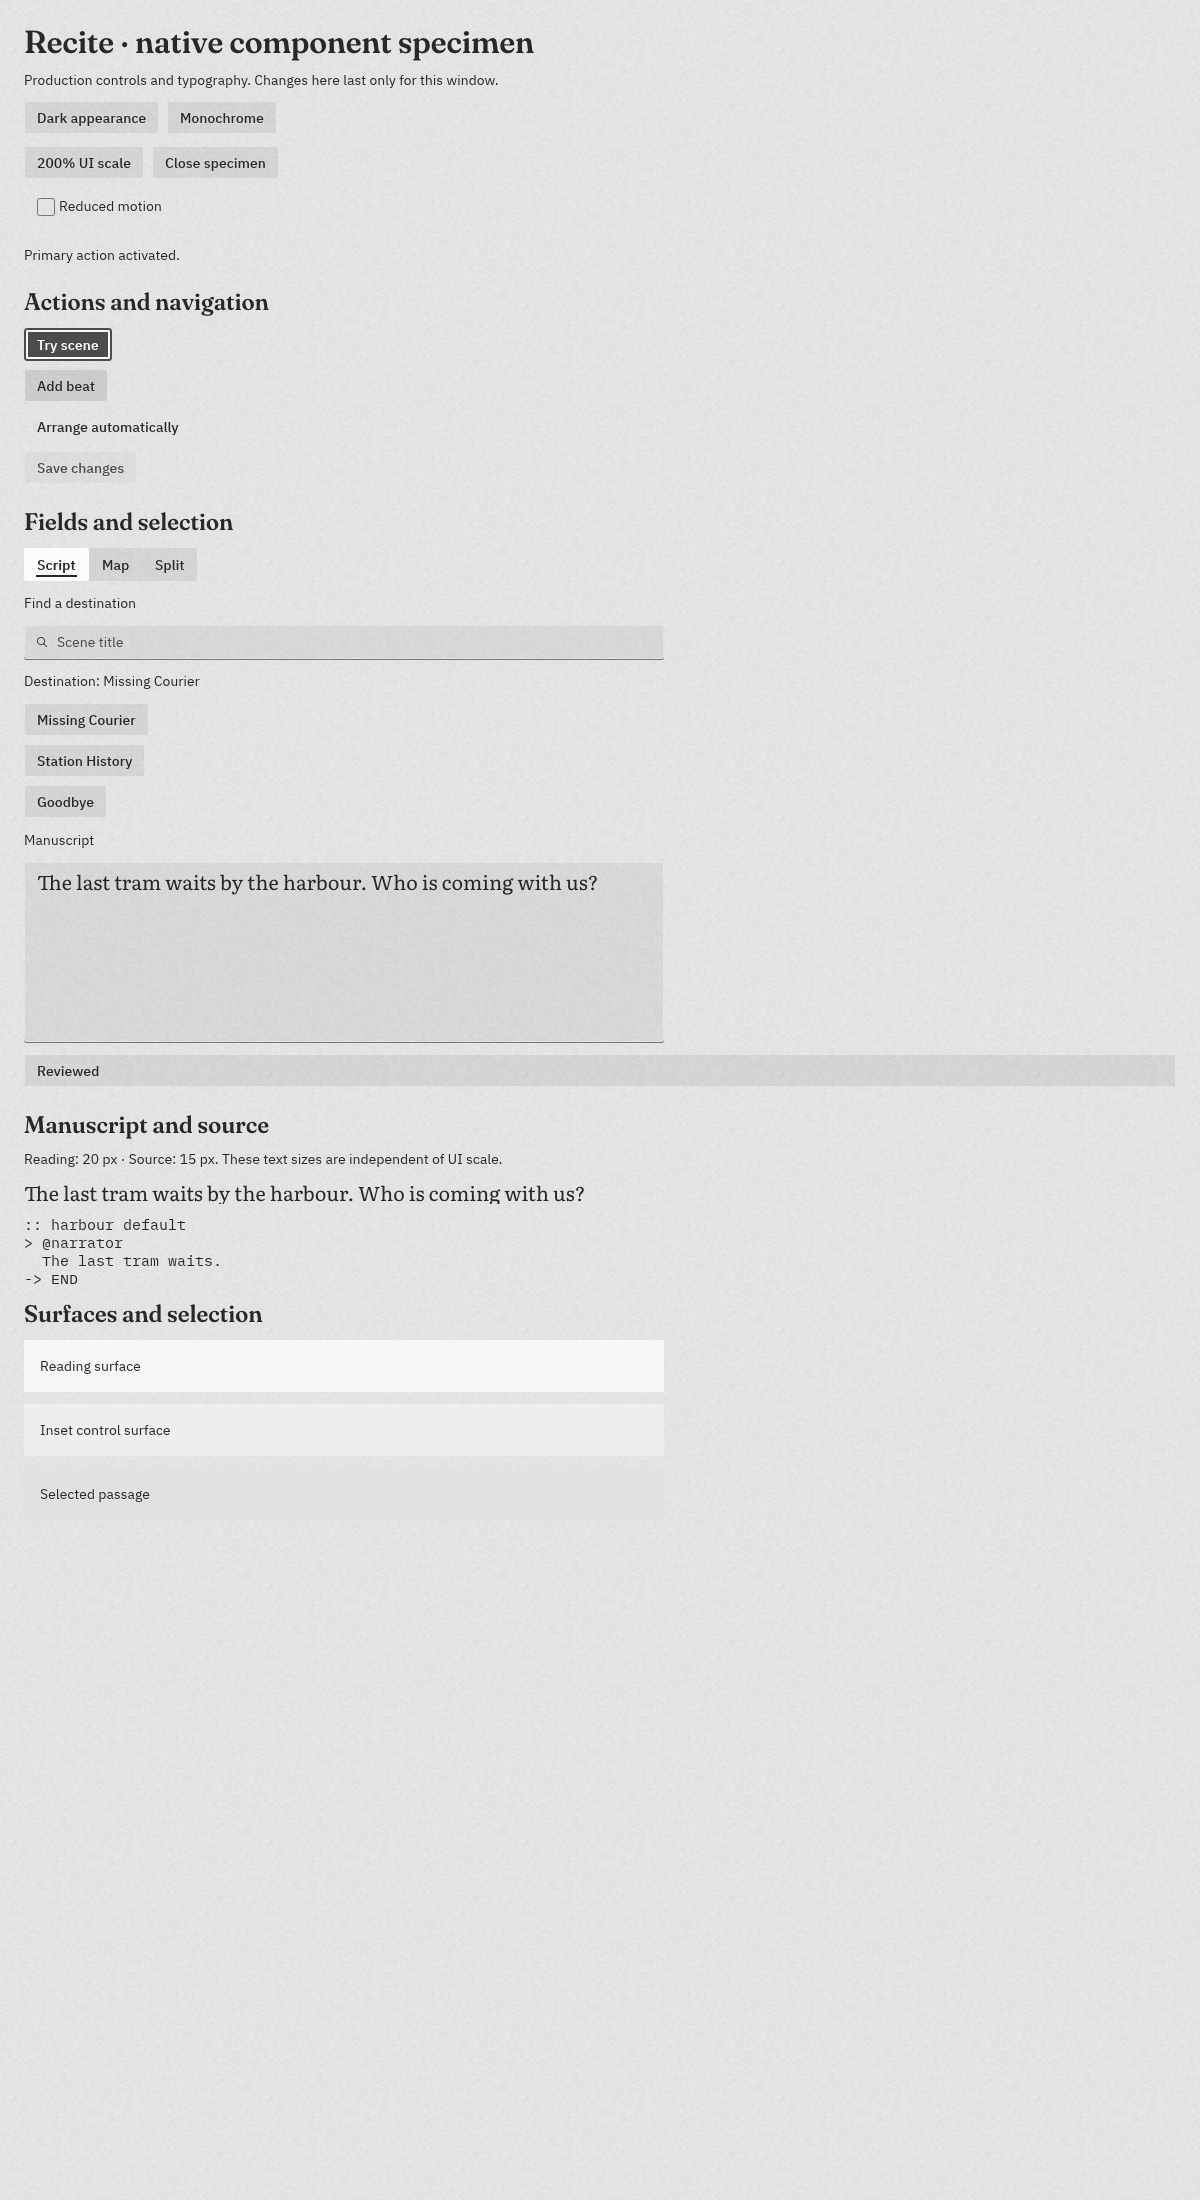 Recite · native component specimen
Production controls and typography. Changes here last only for this window.
Dark appearance Monochrome
200% UI scale Close specimen
Reduced motion
Primary action activated.
Actions and navigation
Try scene
Add beat
Arrange automatically
Save changes
Fields and selection
Script Map Split
Find a destination
Scene title
Destination: Missing Courier
Missing Courier
Station History
Goodbye
Manuscript
The last tram waits by the harbour. Who is coming with us?
Reviewed
Manuscript and source
Reading: 20 px · Source: 15 px. These text sizes are independent of UI scale.
The last tram waits by the harbour. Who is coming with us?
:: harbour default
> @narrator
  The last tram waits.
-> END
Surfaces and selection
Reading surface
Inset control surface
Selected passage